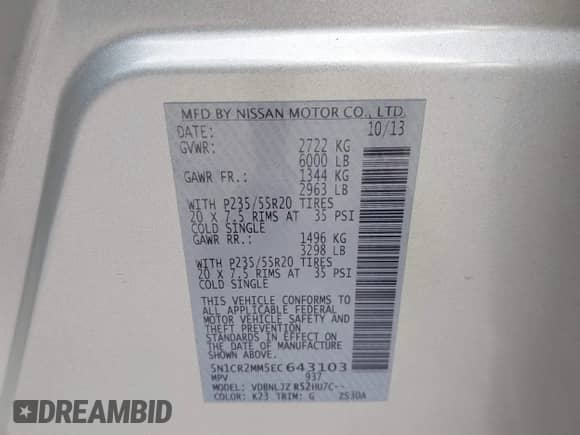 MFD BY NISSAN MOTOR CO., LTD.
DATE: 10/13
GVWR: 2722 KG
6000 LB
GAWR FR.: 1344 KG
2963 LB
WITH P235/55R20 TIRES
20 x 7.5 RIMS AT 35 PSI
COLD SINGLE
GAWR RR.: 1496 KG
3298 LB
WITH P235/55R20 TIRES
20 x 7.5 RIMS AT 35 PSI
COLD SINGLE
THIS VEHICLE CONFORMS TO
ALL APPLICABLE FEDERAL
MOTOR VEHICLE SAFETY AND
THEFT PREVENTION
STANDARDS IN EFFECT ON
THE DATE OF MANUFACTURE
SHOWN ABOVE.
5N1CR2MM5EC643103
MPV 937
MODEL: VDBNLJZ R52HU7C--
COLOR: K23 TRIM: G ZS3DA
DREAMBID
DREAMBID